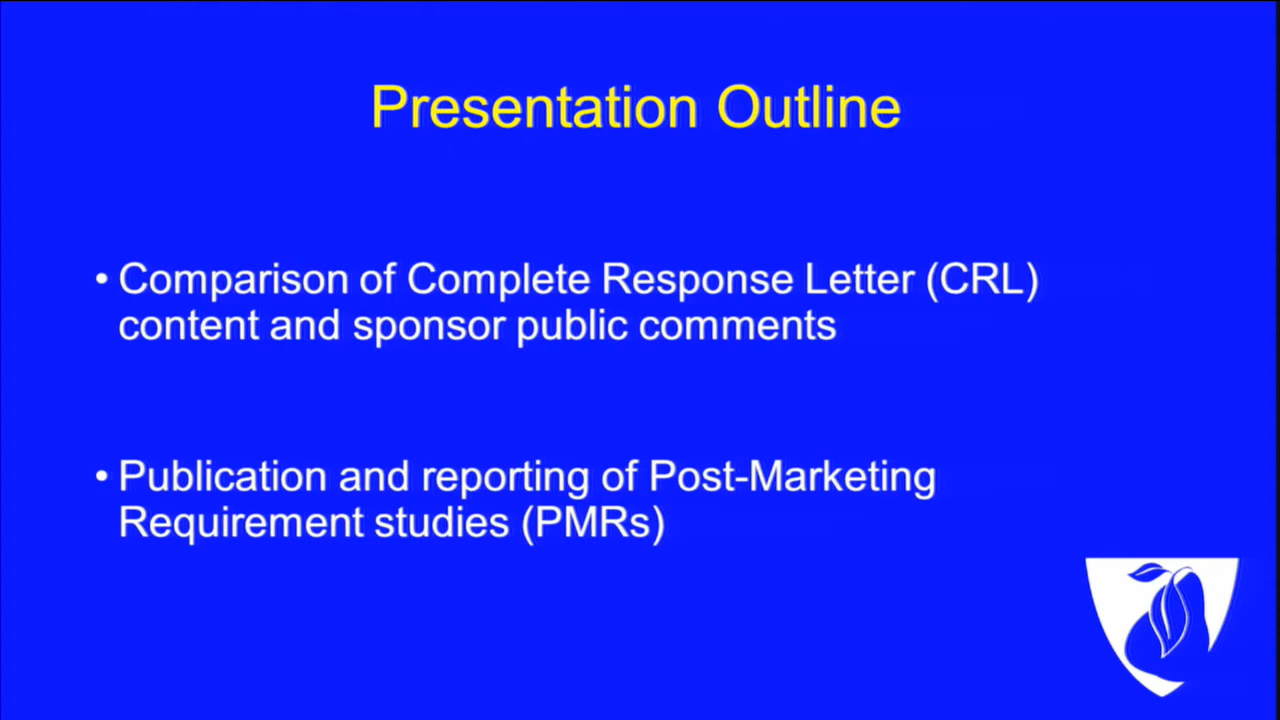 Presentation Outline
• Comparison of Complete Response Letter (CRL)
content and sponsor public comments
• Publication and reporting of Post-Marketing
Requirement studies (PMRs)